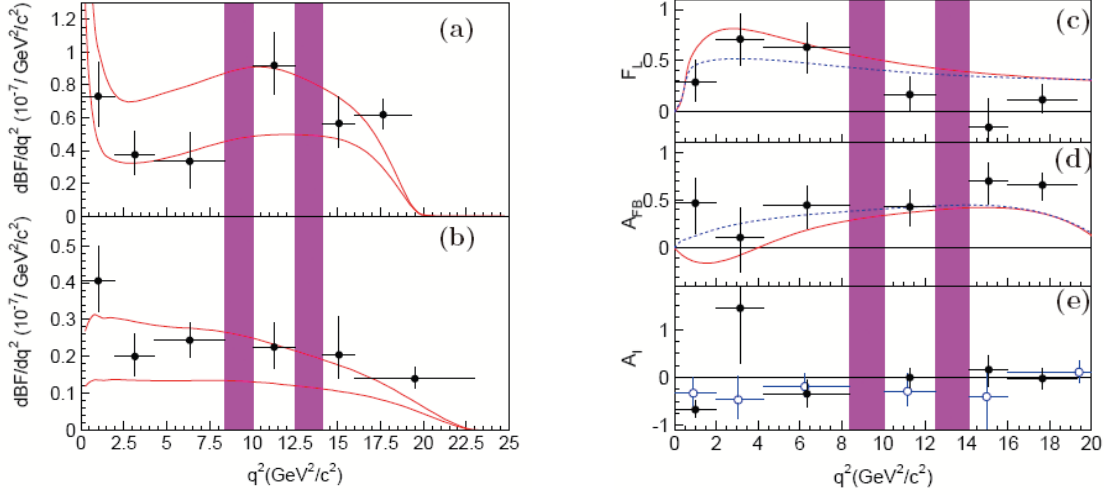 (a)
dBF/dq² (10⁻⁷/ GeV²/c²)
1
0.8
0.6
0.4
0.2
0
(b)
dBF/dq² (10⁻⁷/ GeV²/c²)
0.5
0.4
0.3
0.2
0.1
0
0 2.5 5 7.5 10 12.5 15 17.5 20 22.5 25
q²(GeV²/c²)
(c)
F_L
1
0.5
0
(d)
A_FB
1
0.5
0
(e)
A_I
1
0
-1
0 2 4 6 8 10 12 14 16 18 20
q²(GeV²/c²)